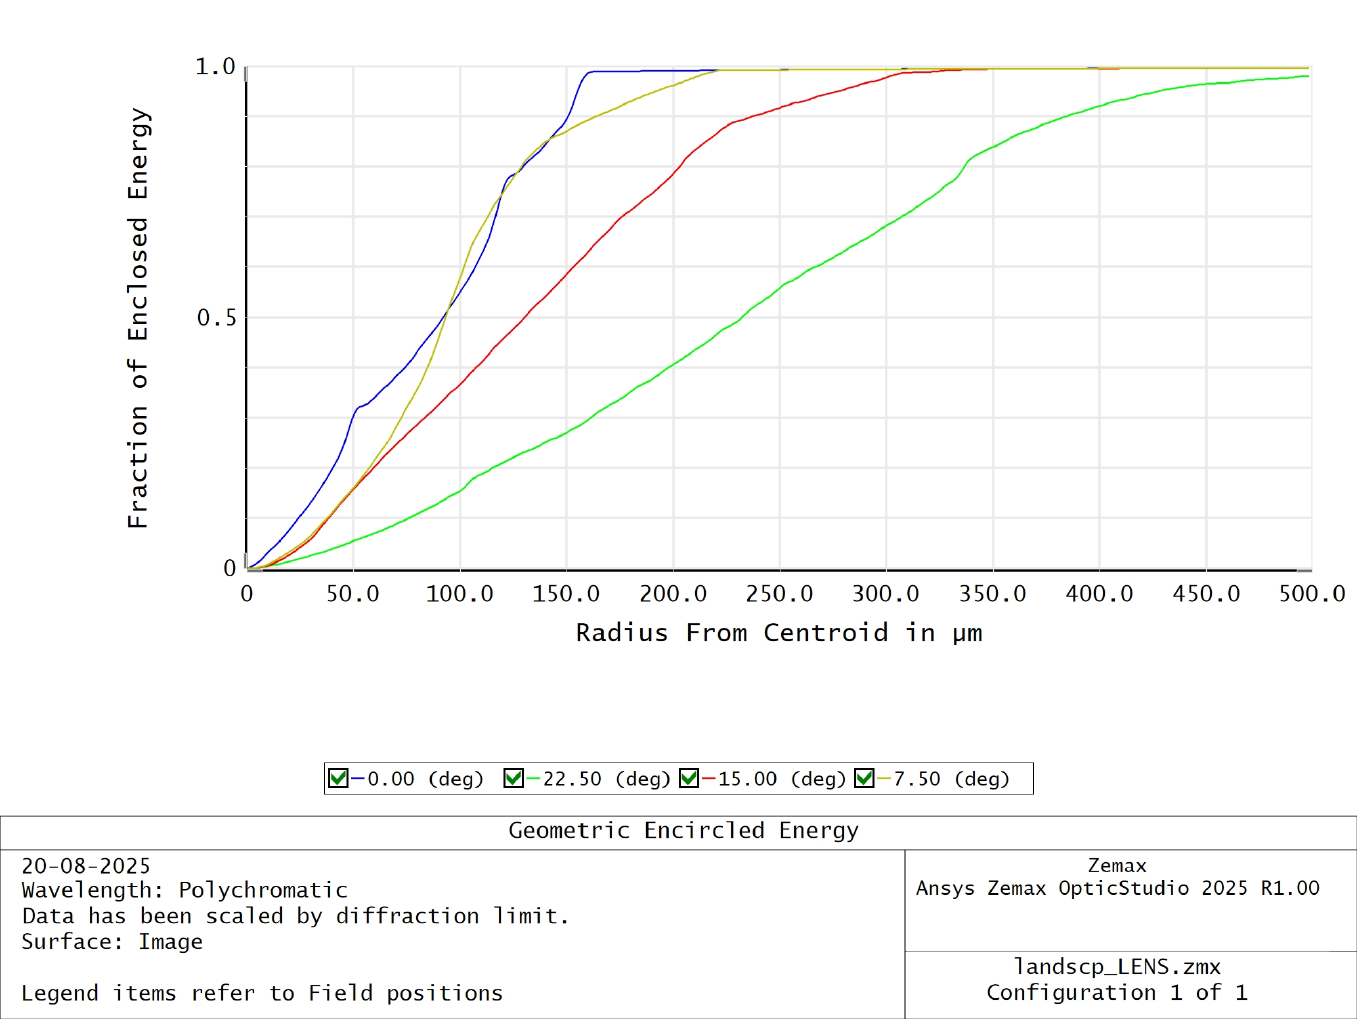 1.0
0.5
0
Fraction of Enclosed Energy
0 50.0 100.0 150.0 200.0 250.0 300.0 350.0 400.0 450.0 500.0
Radius From Centroid in µm
0.00 (deg) 22.50 (deg) 15.00 (deg) 7.50 (deg)
Geometric Encircled Energy
20-08-2025
Wavelength: Polychromatic
Data has been scaled by diffraction limit.
Surface: Image
Legend items refer to Field positions
Zemax
Ansys Zemax OpticStudio 2025 R1.00
landscp_LENS.zmx
Configuration 1 of 1